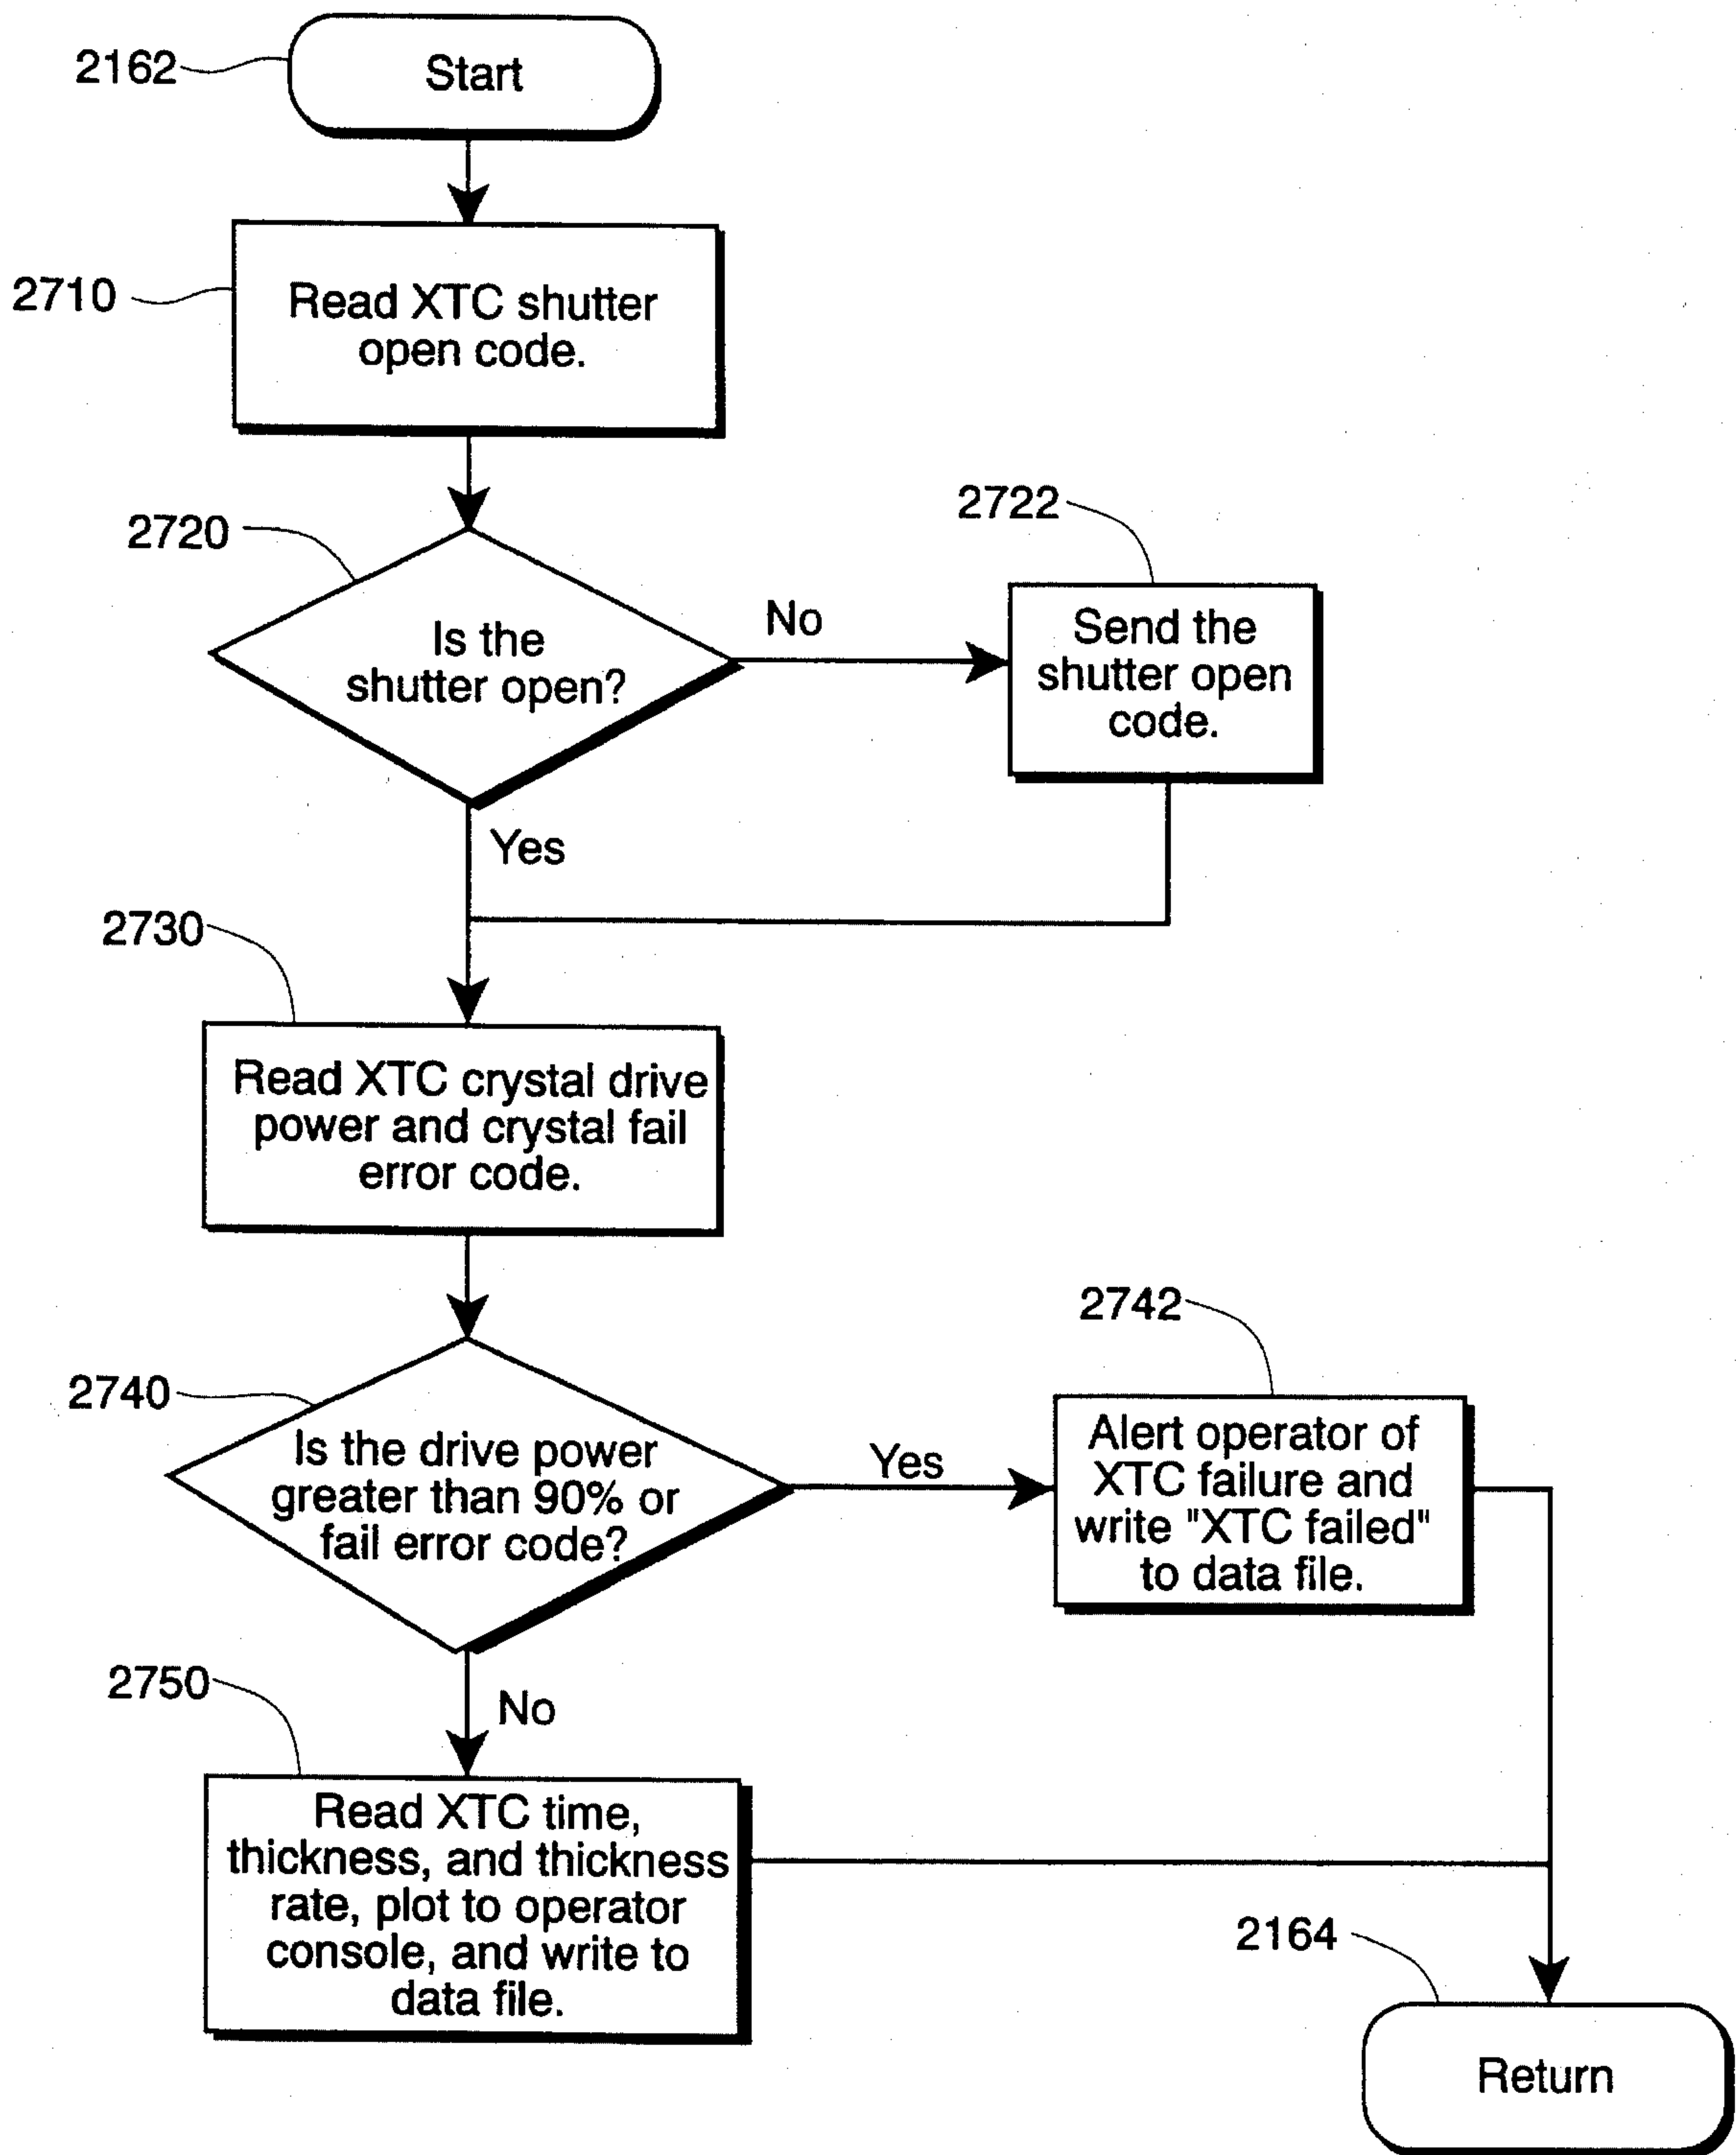 2162
Start
2710
Read XTC shutter
open code.
2720
Is the
shutter open?
No
2722
Send the
shutter open
code.
Yes
2730
Read XTC crystal drive
power and crystal fail
error code.
2740
Is the drive power
greater than 90% or
fail error code?
Yes
2742
Alert operator of
XTC failure and
write "XTC failed"
to data file.
No
2750
Read XTC time,
thickness, and thickness
rate, plot to operator
console, and write to
data file.
2164
Return